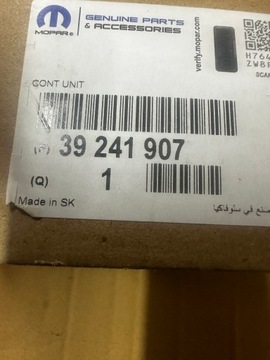 MOPAR®
GENUINE PARTS
& ACCESSORIES
verify.mopar.com
CONT UNIT
(P) 39 241 907
(Q) 1
Made in SK
صنع في سلوفاكيا